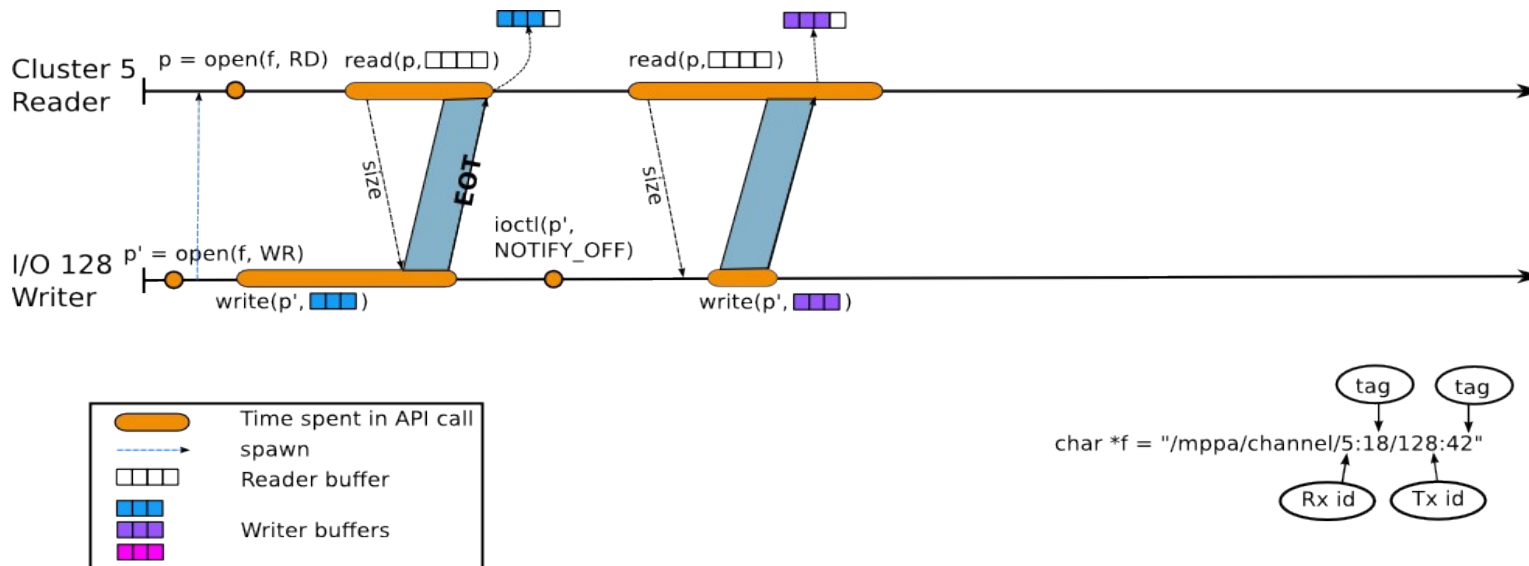 p = open(f, RD)
read(p, )
read(p, )
Cluster 5
Reader
size
EOT
size
ioctl(p',
NOTIFY_OFF)
p' = open(f, WR)
I/O 128
Writer
write(p', )
write(p', )
tag
tag
Time spent in API call
char *f = "/mppa/channel/5:18/128:42"
spawn
Reader buffer
Rx id
Tx id
Writer buffers